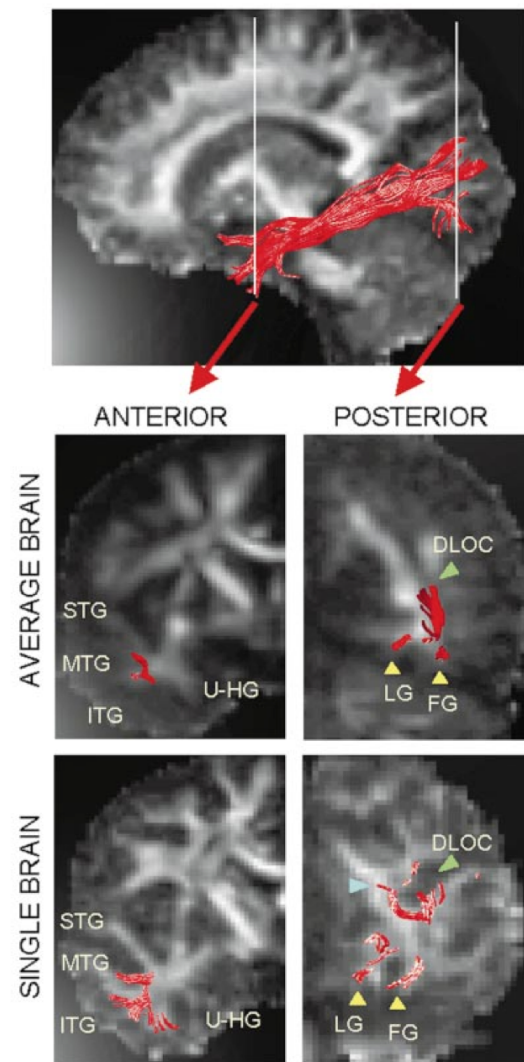 ANTERIOR
POSTERIOR
AVERAGE BRAIN
STG
MTG
ITG
U-HG
DLOC
LG
FG
SINGLE BRAIN
STG
MTG
ITG
U-HG
DLOC
LG
FG